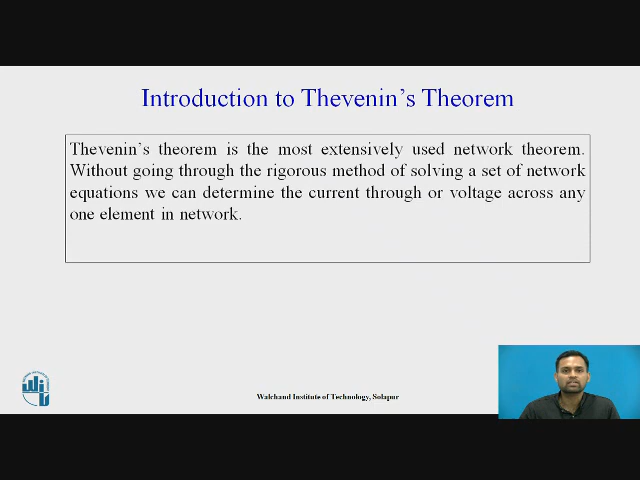 Introduction to Thevenin's Theorem
Thevenin's theorem is the most extensively used network theorem.
Without going through the rigorous method of solving a set of network
equations we can determine the current through or voltage across any
one element in network.
Walchand Institute of Technology, Solapur